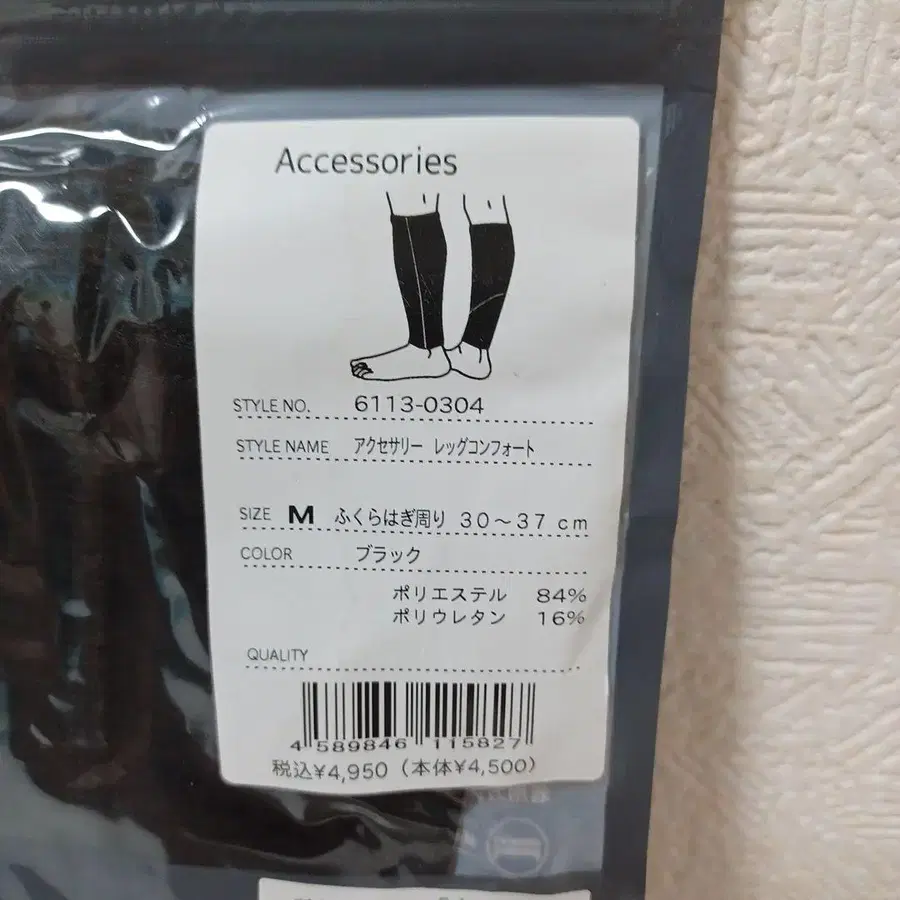 Accessories
STYLE NO. 6113-0304
STYLE NAME アクセサリー レッグコンフォート
SIZE M ふくらはぎ周り 30～37 cm
COLOR ブラック
ポリエステル 84%
ポリウレタン 16%
QUALITY
4 589846 115827
税込¥4,950（本体¥4,500）